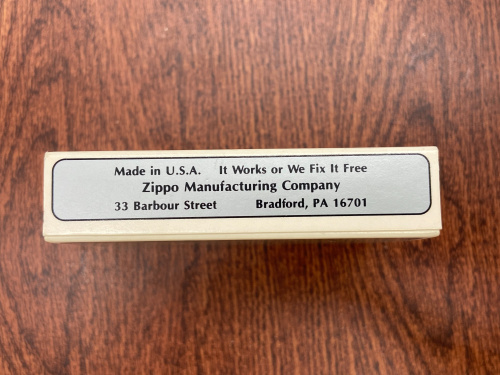 Made in U.S.A. It Works or We Fix It Free
Zippo Manufacturing Company
33 Barbour Street Bradford, PA 16701